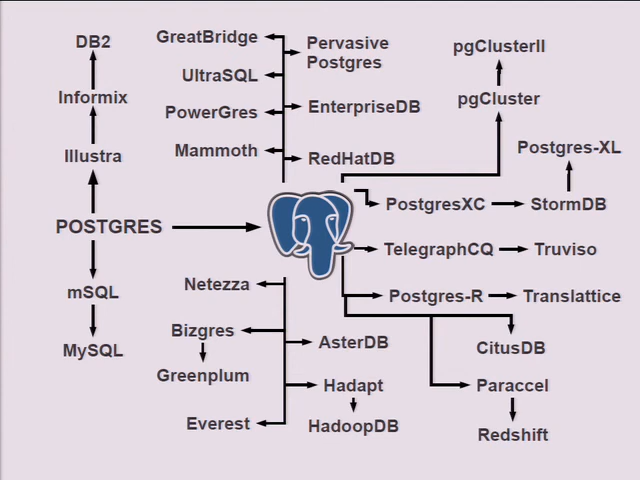 DB2
Informix
Illustra
POSTGRES
mSQL
MySQL
GreatBridge
UltraSQL
PowerGres
Mammoth
Pervasive
Postgres
EnterpriseDB
RedHatDB
pgClusterII
pgCluster
Postgres-XL
PostgresXC
StormDB
TelegraphCQ
Truviso
Postgres-R
Translattice
CitusDB
Paraccel
Redshift
Netezza
Bizgres
Greenplum
Everest
AsterDB
Hadapt
HadoopDB